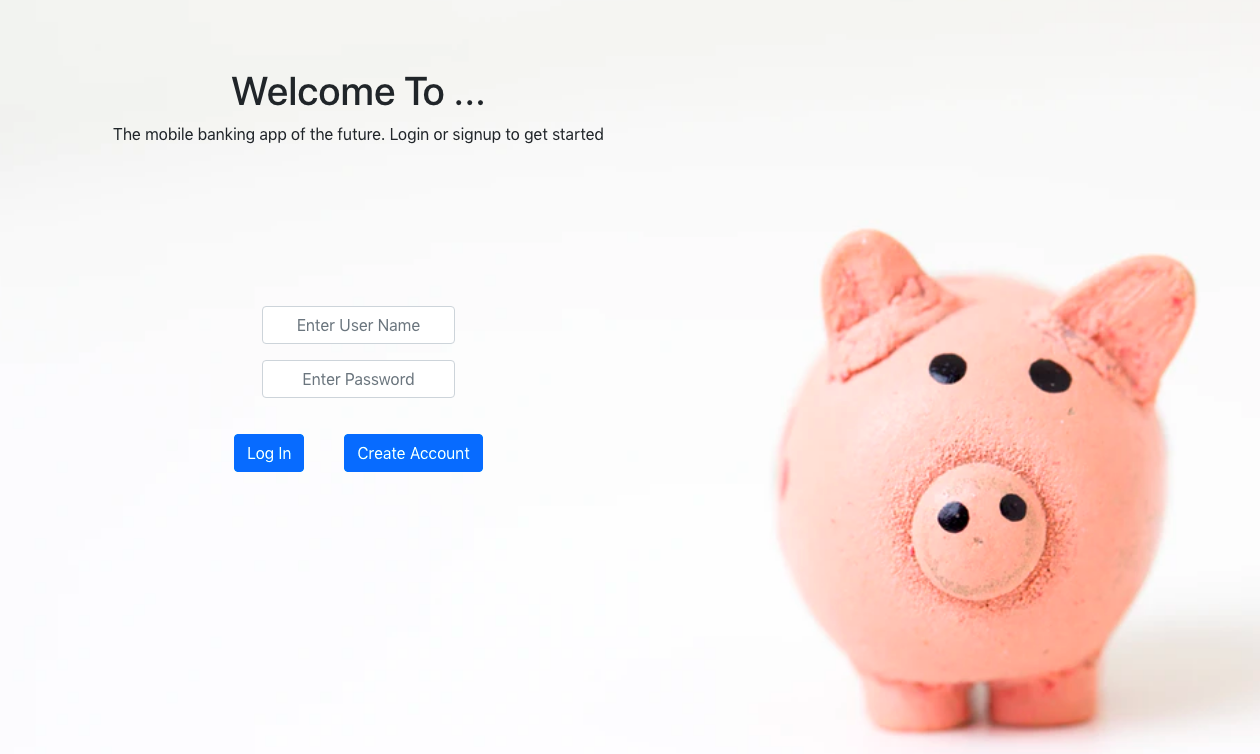 Welcome To ...
The mobile banking app of the future. Login or signup to get started
Enter User Name
Enter Password
Log In Create Account